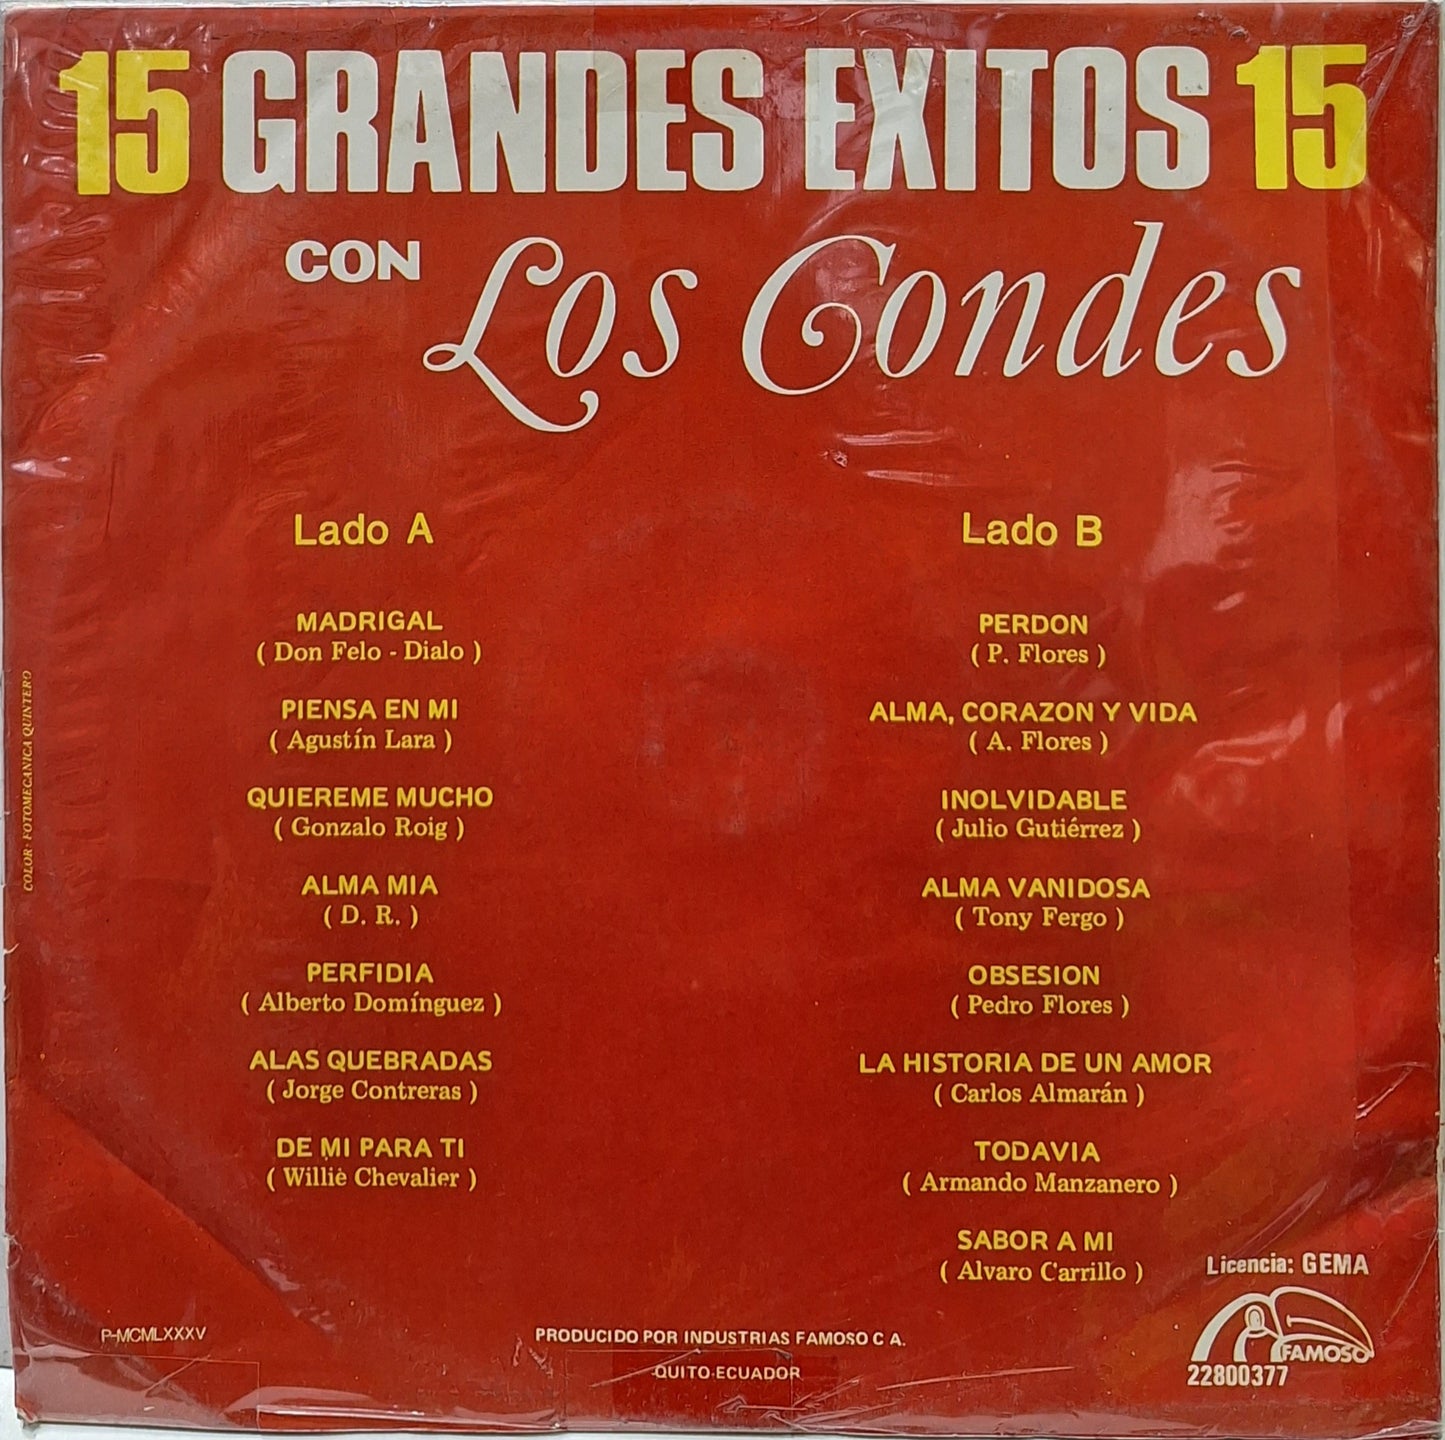 15 GRANDES EXITOS 15
CON Los Condes
Lado A
MADRIGAL
( Don Felo - Dialo )
PIENSA EN MI
( Agustín Lara )
QUIEREME MUCHO
( Gonzalo Roig )
ALMA MIA
( D. R. )
PERFIDIA
( Alberto Domínguez )
ALAS QUEBRADAS
( Jorge Contreras )
DE MI PARA TI
( Willie Chevalier )
Lado B
PERDON
( P. Flores )
ALMA, CORAZON Y VIDA
( A. Flores )
INOLVIDABLE
( Julio Gutiérrez )
ALMA VANIDOSA
( Tony Fergo )
OBSESION
( Pedro Flores )
LA HISTORIA DE UN AMOR
( Carlos Almarán )
TODAVIA
( Armando Manzanero )
SABOR A MI
( Alvaro Carrillo )
COLOR - FOTOMECANICA QUINTERO
Licencia: GEMA
FAMOSO
22800377
P-MCMLXXXV
PRODUCIDO POR INDUSTRIAS FAMOSO C A.
QUITO-ECUADOR